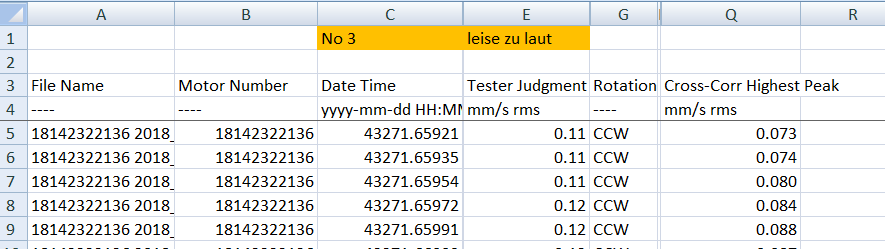 A B C E G Q R
1 No 3 leise zu laut
2
3 File Name Motor Number Date Time Tester Judgment Rotation Cross-Corr Highest Peak
4 ---- ---- yyyy-mm-dd HH:MM mm/s rms ---- mm/s rms
5 18142322136 2018_ 18142322136 43271.65921 0.11 CCW 0.073
6 18142322136 2018_ 18142322136 43271.65935 0.11 CCW 0.074
7 18142322136 2018_ 18142322136 43271.65954 0.11 CCW 0.080
8 18142322136 2018_ 18142322136 43271.65972 0.12 CCW 0.084
9 18142322136 2018_ 18142322136 43271.65991 0.12 CCW 0.088